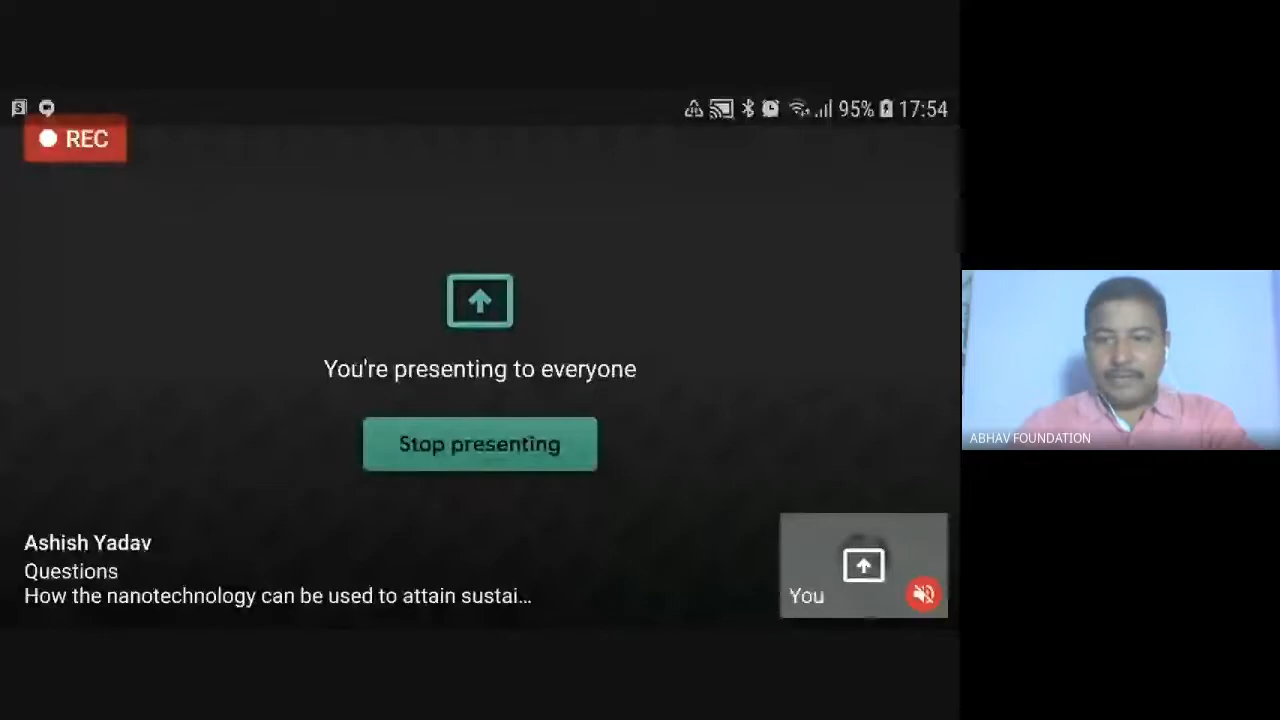 95% 17:54
REC
You're presenting to everyone
Stop presenting
Ashish Yadav
Questions
How the nanotechnology can be used to attain sustai...
You
ABHAV FOUNDATION